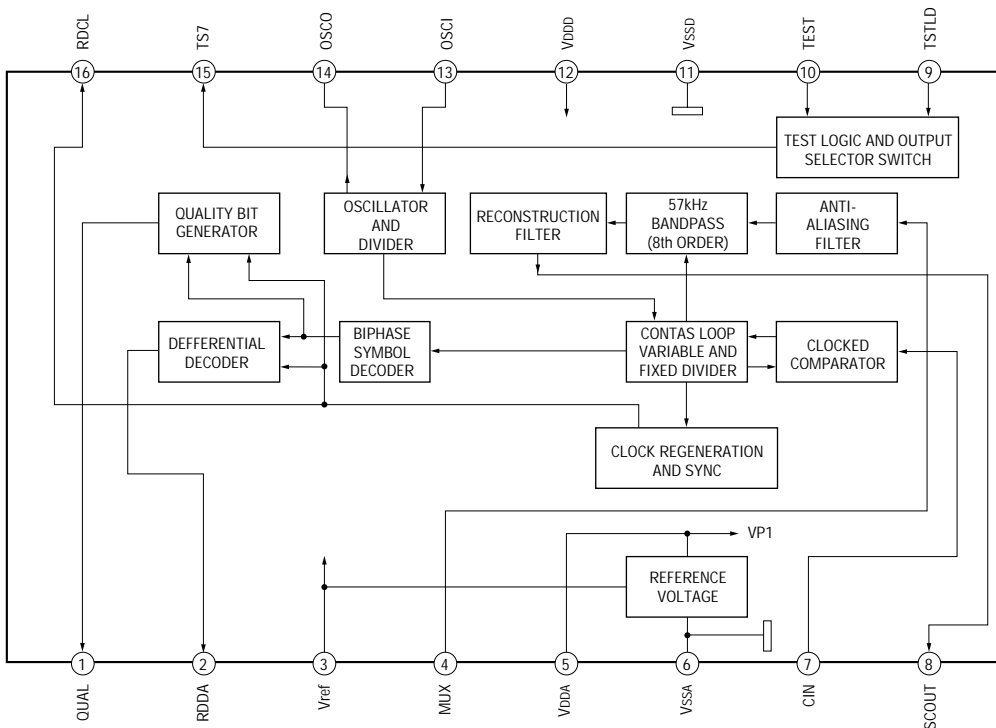 RDCL
TS7
OSCO
OSCI
VDDD
VSSD
TEST
TSTLD
16
15
14
13
12
11
10
9
TEST LOGIC AND OUTPUT
SELECTOR SWITCH
QUALITY BIT
GENERATOR
OSCILLATOR
AND
DIVIDER
RECONSTRUCTION
FILTER
57kHz
BANDPASS
(8th ORDER)
ANTI-
ALIASING
FILTER
DEFFERENTIAL
DECODER
BIPHASE
SYMBOL
DECODER
CONTAS LOOP
VARIABLE AND
FIXED DIVIDER
CLOCKED
COMPARATOR
CLOCK REGENERATION
AND SYNC
VP1
REFERENCE
VOLTAGE
1
2
3
4
5
6
7
8
QUAL
RDDA
Vref
MUX
VDDA
VSSA
CIN
SCOUT